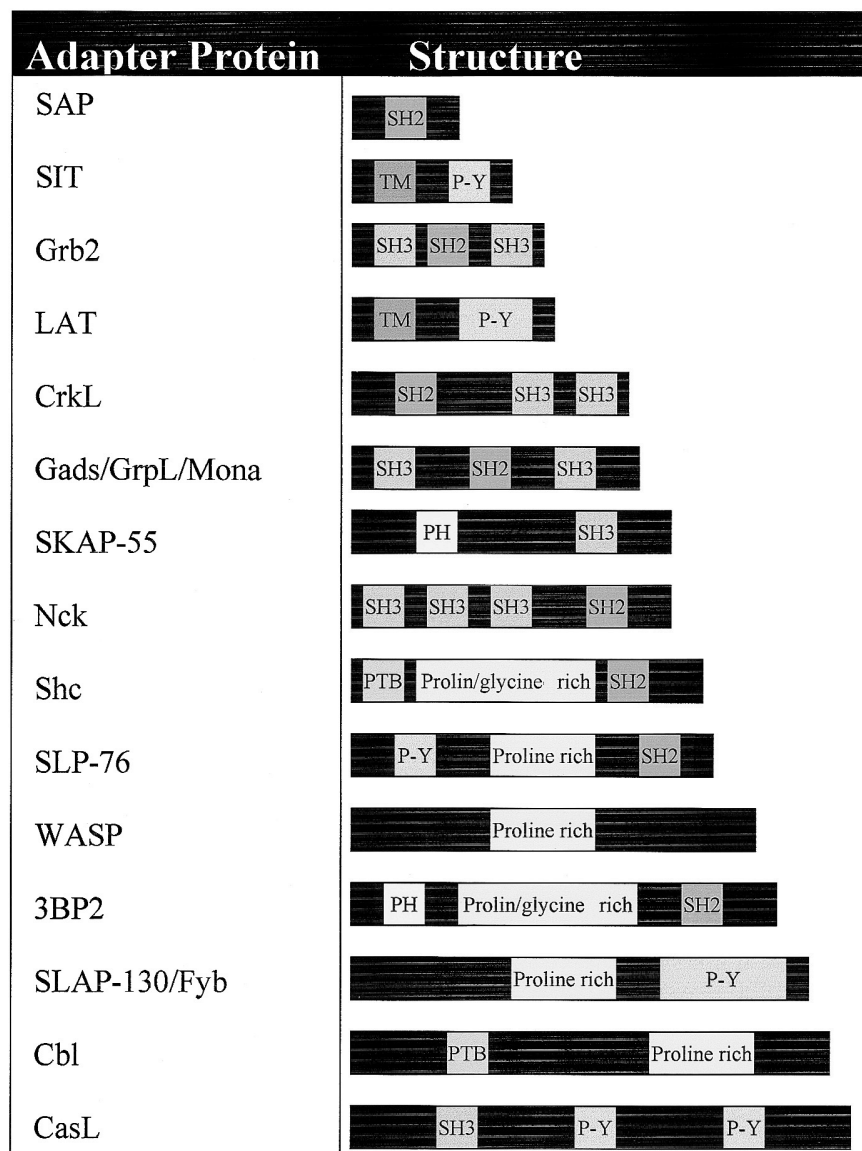 Adapter Protein Structure
SAP SH2
SIT TM P-Y
Grb2 SH3 SH2 SH3
LAT TM P-Y
CrkL SH2 SH3 SH3
Gads/GrpL/Mona SH3 SH2 SH3
SKAP-55 PH SH3
Nck SH3 SH3 SH3 SH2
Shc PTB Prolin/glycine rich SH2
SLP-76 P-Y Proline rich SH2
WASP Proline rich
3BP2 PH Prolin/glycine rich SH2
SLAP-130/Fyb Proline rich P-Y
Cbl PTB Proline rich
CasL SH3 P-Y P-Y